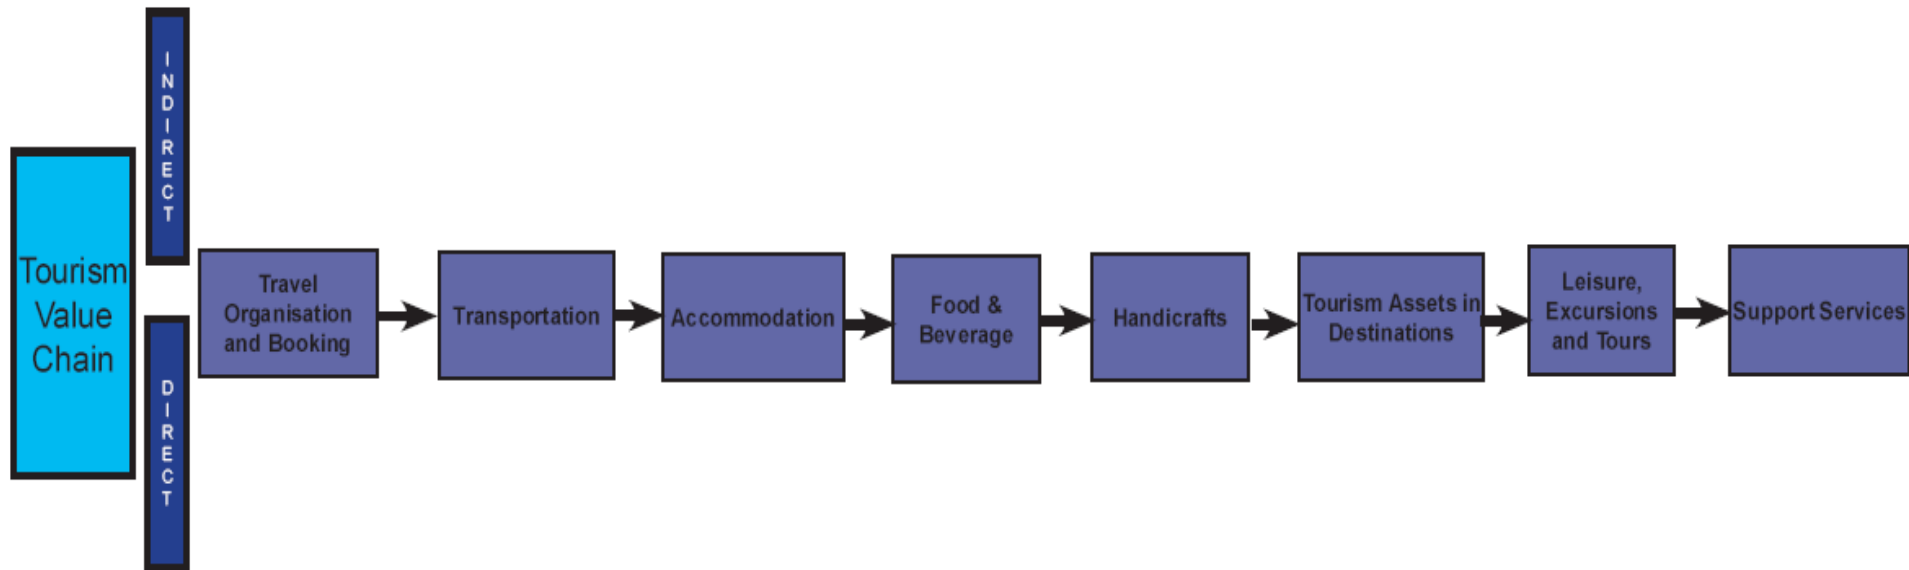 Tourism
Value
Chain
INDIRECT
DIRECT
Travel
Organisation
and Booking
Transportation
Accommodation
Food &
Beverage
Handicrafts
Tourism Assets in
Destinations
Leisure,
Excursions
and Tours
Support Services